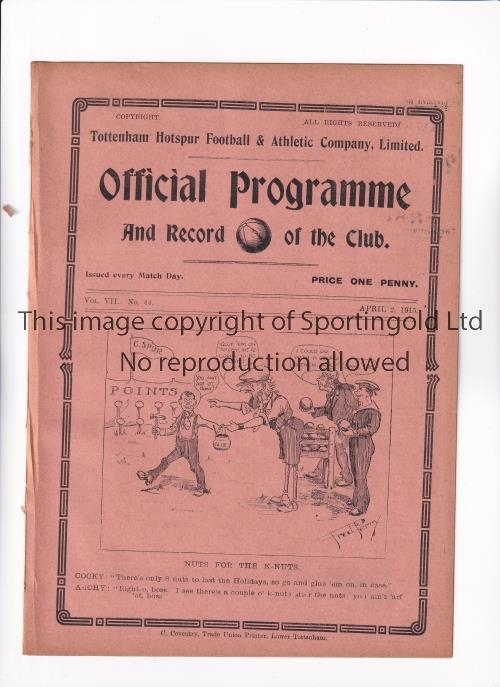 COPYRIGHT. ALL RIGHTS RESERVED
Tottenham Hotspur Football & Athletic Company, Limited.
Official Programme
And Record of the Club.
Issued every Match Day. PRICE ONE PENNY.
VOL. VII. No. 44. APRIL 2, 1915.
This image copyright of Sportingold Ltd
No reproduction allowed
C. SPUR
POINTS
GLUE
NUTS FOR THE K-NUTS.
COCKY: "There's only 8 nuts to last the Holidays, so go and glue 'em on, in case."
ARCHY: "Right-o, boss. I see there's a couple o' k-nuts after the nuts; you ain't 'arf
'ot, boss."
C. Coventry, Trade Union Printer, Lower Tottenham.